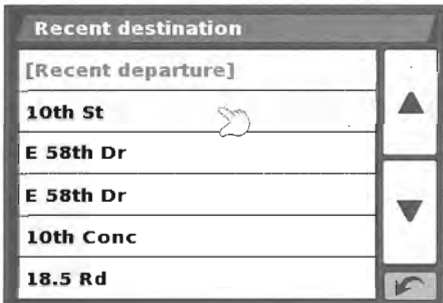 Recent destination
[Recent departure]
10th St
E 58th Dr
E 58th Dr
10th Conc
18.5 Rd